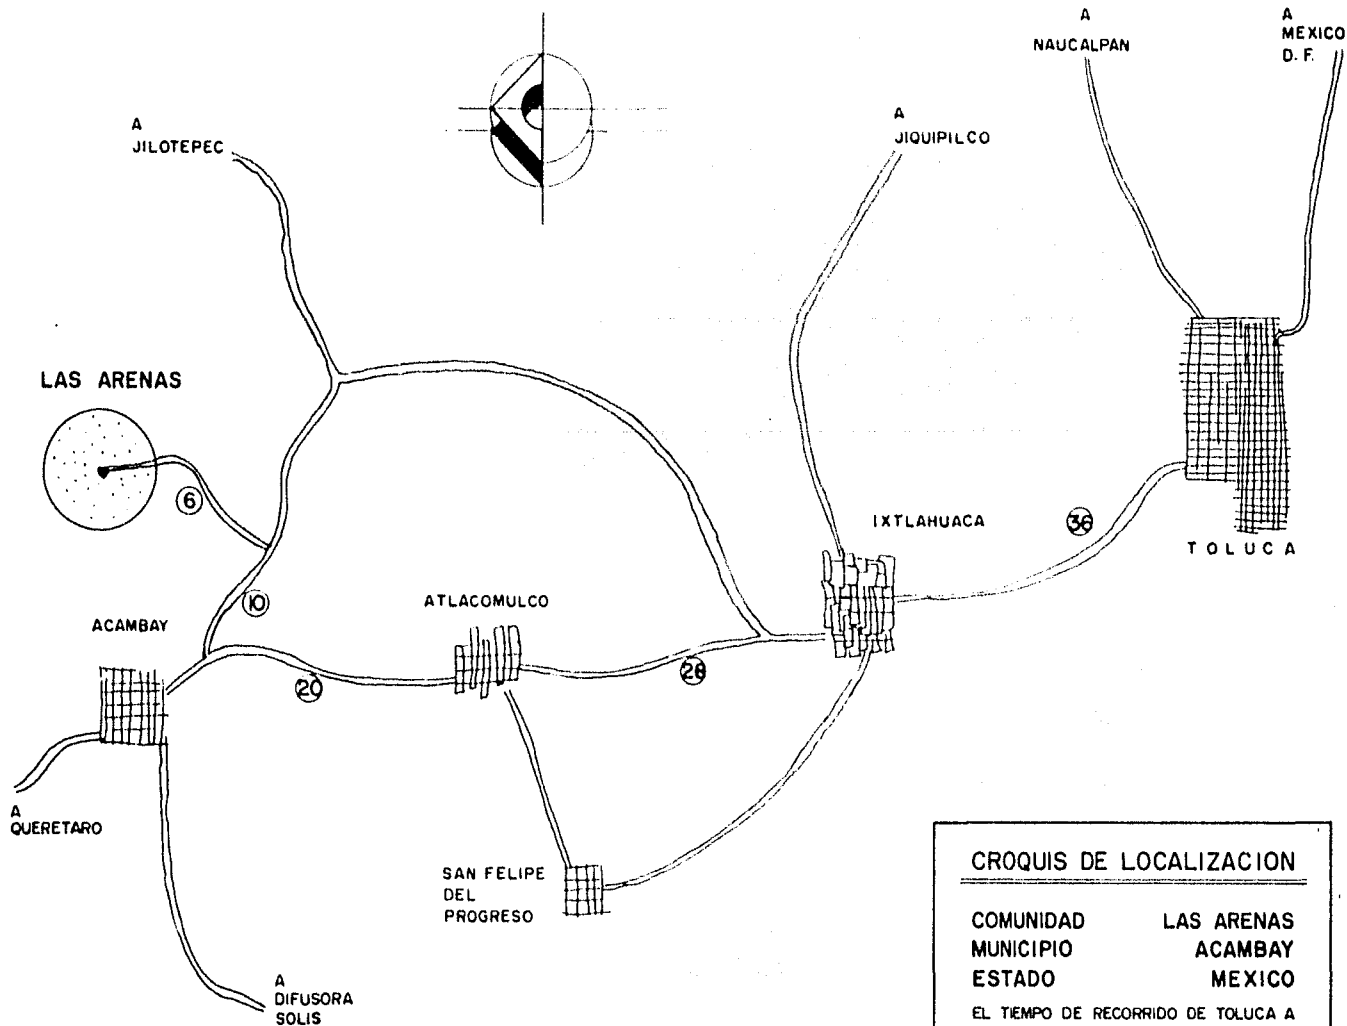 A
NAUCALPAN
A
MEXICO
D. F.
A
JILOTEPEC
A
JIQUIPILCO
LAS ARENAS
6
IXTLAHUACA
36
TOLUCA
10
ATLACOMULCO
ACAMBAY
20
28
A
QUERETARO
SAN FELIPE
DEL
PROGRESO
A
DIFUSORA
SOLIS
CROQUIS DE LOCALIZACION
COMUNIDAD LAS ARENAS
MUNICIPIO ACAMBAY
ESTADO MEXICO
EL TIEMPO DE RECORRIDO DE TOLUCA A